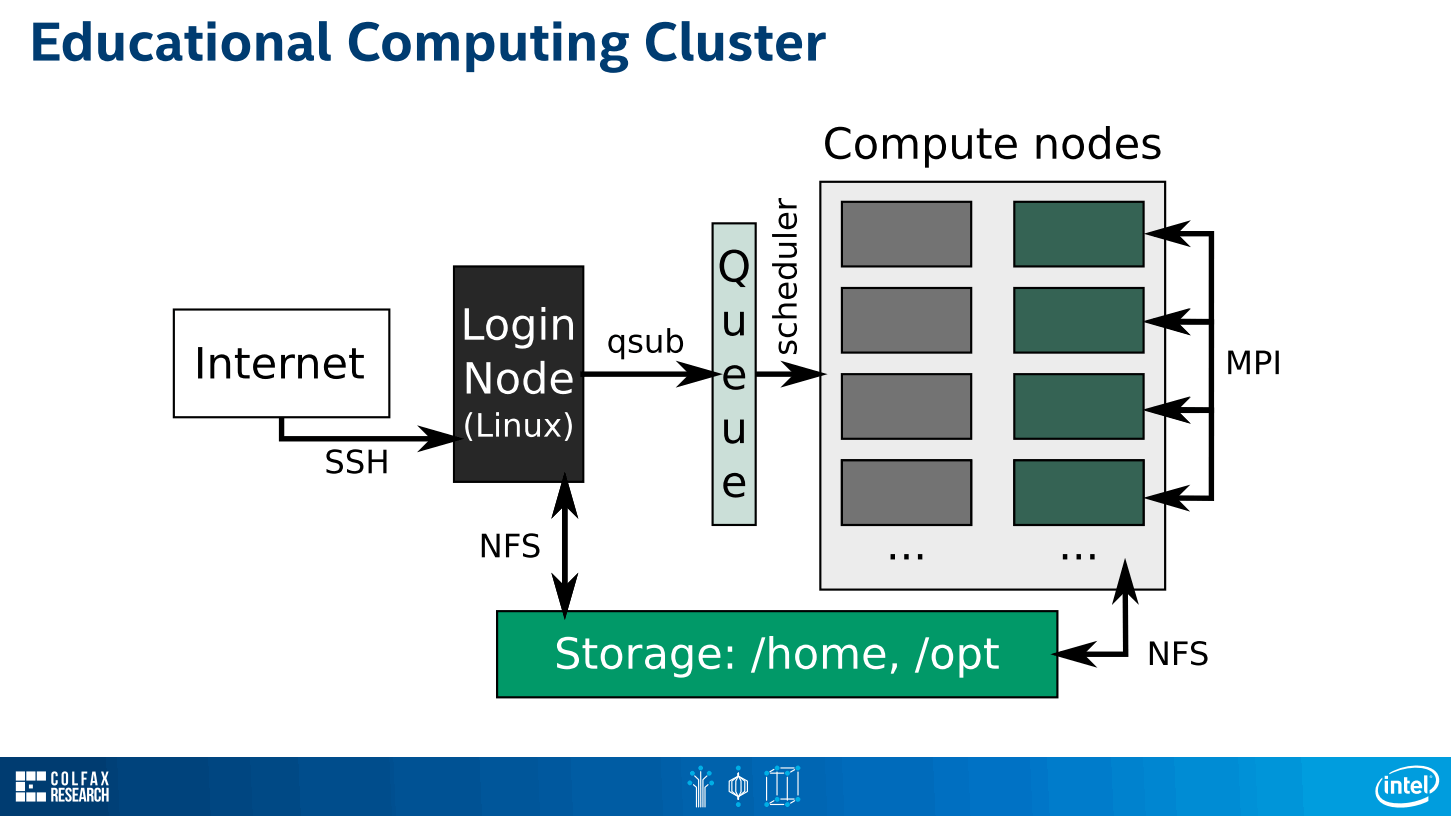 Educational Computing Cluster
Compute nodes
Internet
SSH
Login
Node
(Linux)
qsub
Q
u
e
u
e
scheduler
...
...
MPI
NFS
Storage: /home, /opt
NFS
COLFAX
RESEARCH
intel